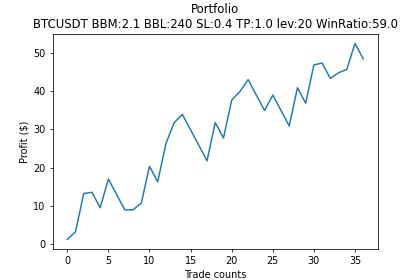 Portfolio
BTCUSDT BBM:2.1 BBL:240 SL:0.4 TP:1.0 lev:20 WinRatio:59.0
50
40
30
20
10
0
Profit ($)
0 5 10 15 20 25 30 35
Trade counts